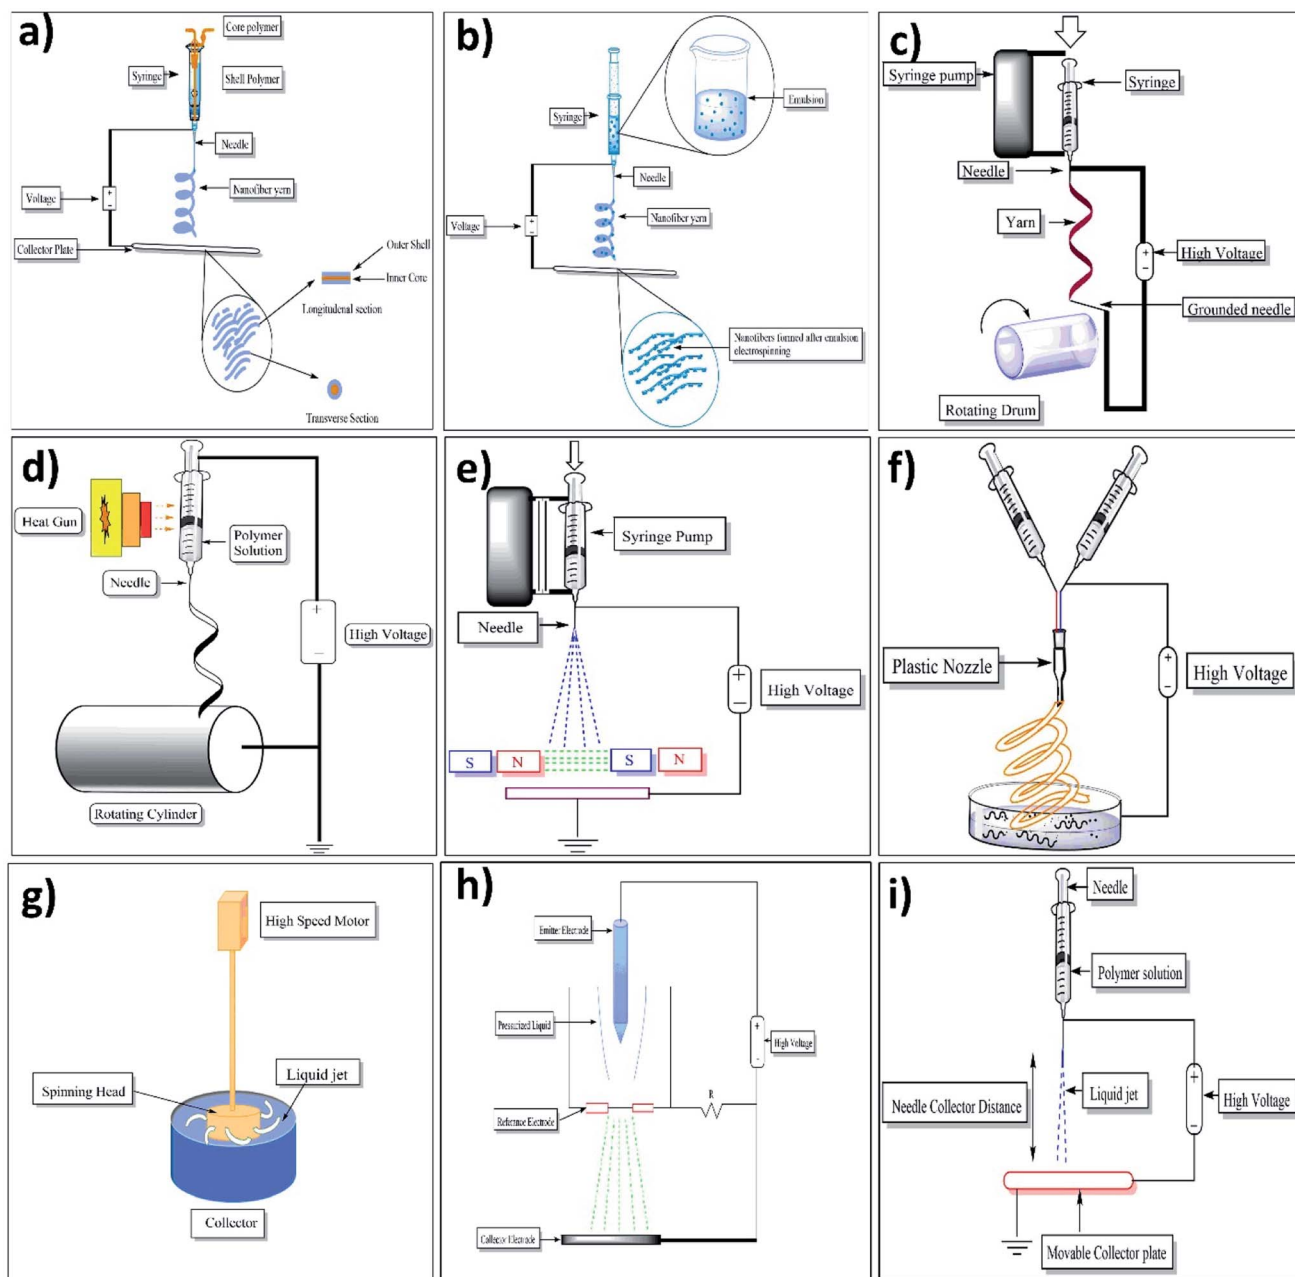 a)
Core polymer
Syringe
Shell Polymer
Needle
Nanofiber yern
Voltage
Collector Plate
Outer Shell
Inner Core
Longitudenal section
Transverse Section
b)
Emulsion
Syringe
Needle
Nanofiber yern
Voltage
Nanofibers formed after emulsion
electrospinning
c)
Syringe pump
Syringe
Needle
Yarn
+
−
High Voltage
Grounded needle
Rotating Drum
d)
Heat Gun
Polymer
Solution
Needle
+
−
High Voltage
Rotating Cylinder
e)
Syringe Pump
Needle
+
−
High Voltage
S N S N
f)
Plastic Nozzle
+
−
High Voltage
g)
High Speed Motor
Liquid jet
Spinning Head
Collector
h)
Emitter Electrode
Pressurized Liquid
+
-
High Voltage
R
Reference Electrode
Collector Electrode
i)
Needle
Polymer solution
Liquid jet
Needle Collector Distance
+
−
High Voltage
Movable Collector plate